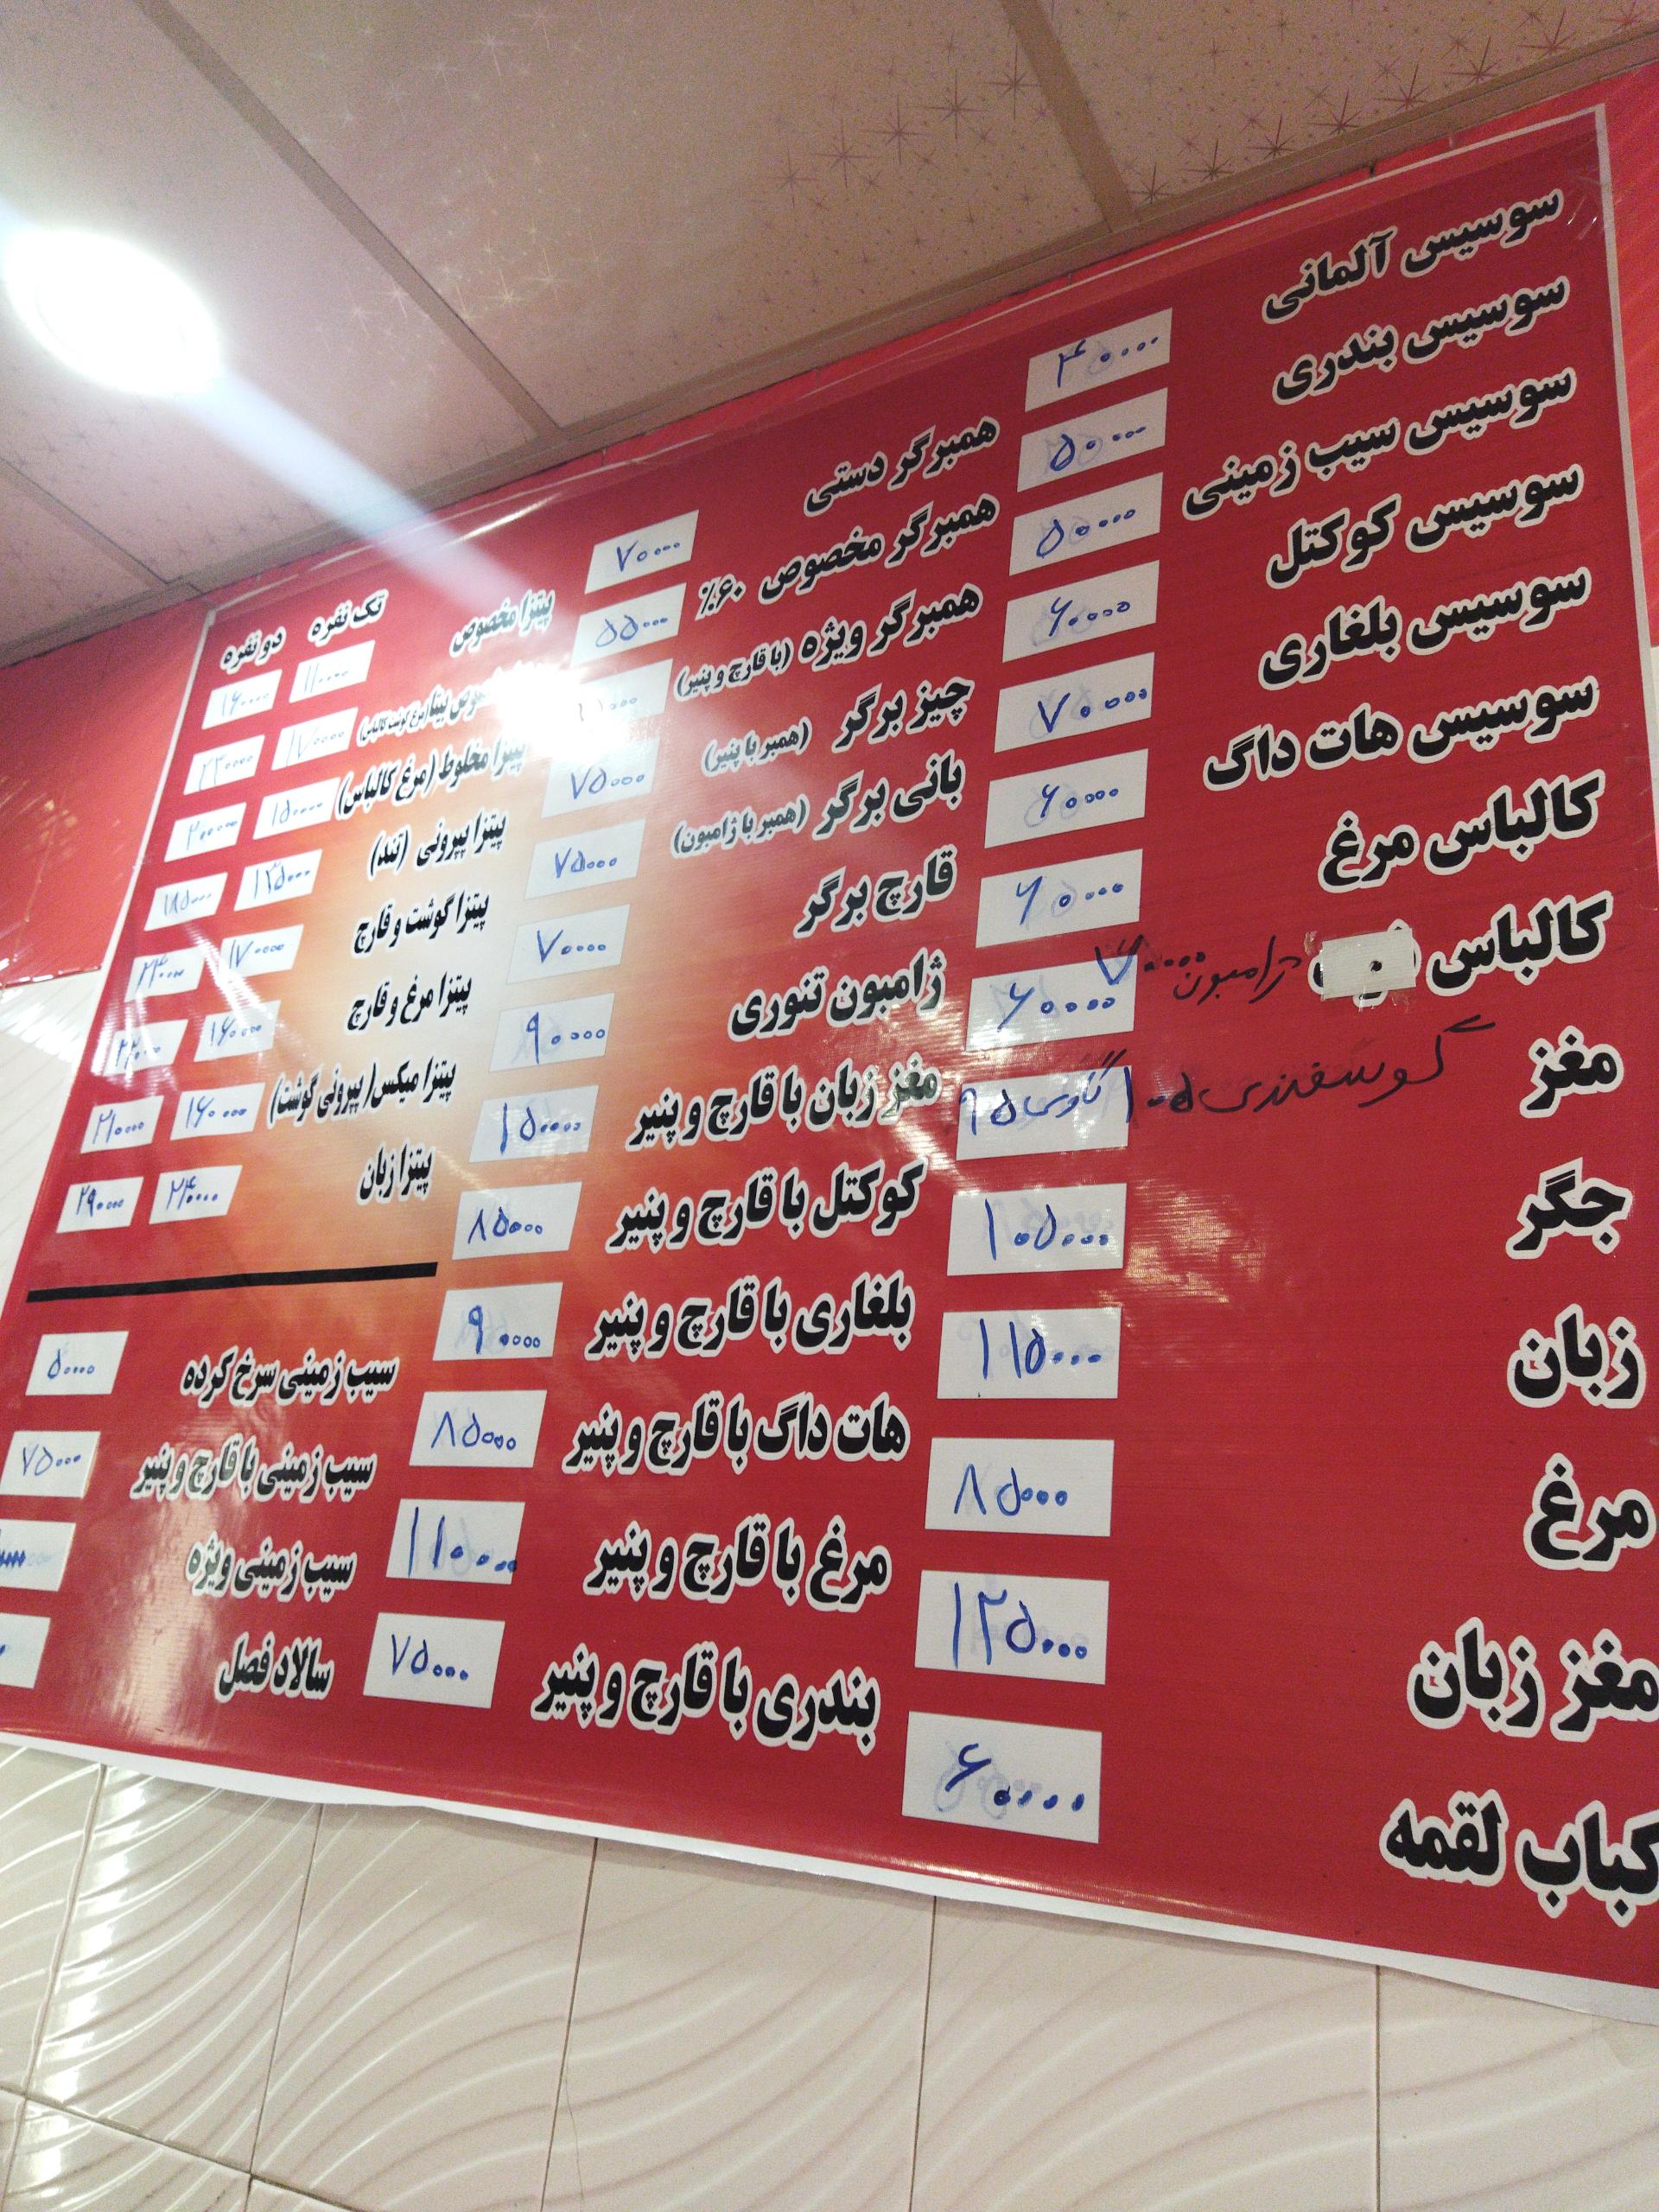 سوسیس آلمانی ۴۰۰۰۰
سوسیس بندری ۵۰۰۰۰
سوسیس سیب زمینی ۵۰۰۰۰
سوسیس کوکتل ۶۰۰۰۰
سوسیس بلغاری ۷۰۰۰۰
سوسیس هات داگ ۶۰۰۰۰
کالباس مرغ ۶۰۰۰۰
کالباس ژامبون ۷۰۰۰۰ ۶۰۰۰۰
مغز گوسفندی ۱۰۵ گاوی ۹۵
جگر ۱۰۵۰۰۰
زبان ۱۱۵۰۰۰
مرغ ۸۵۰۰۰
مغز زبان ۱۲۵۰۰۰
کباب لقمه ۶۰۰۰۰
همبرگر دستی ۷۰۰۰۰
همبرگر مخصوص ۶۰٪ ۵۵۰۰۰
همبرگر ویژه (با قارچ و پنیر)
چیز برگر (همبر با پنیر) ۷۵۰۰۰
بانی برگر (همبر با ژامبون) ۷۵۰۰۰
قارچ برگر ۷۰۰۰۰
ژامبون تنوری ۹۰۰۰۰
مغز زبان با قارچ و پنیر ۱۵۰۰۰۰
کوکتل با قارچ و پنیر ۸۵۰۰۰
بلغاری با قارچ و پنیر ۹۰۰۰۰
هات داگ با قارچ و پنیر ۸۵۰۰۰
مرغ با قارچ و پنیر ۱۱۰۰۰۰
بندری با قارچ و پنیر ۷۵۰۰۰
تک نفره دو نفره
پیتزا مخصوص ۱۱۰۰۰۰ ۱۶۰۰۰۰
(مرغ گوشت کالباس) ۱۷۰۰۰۰
پیتزا مخلوط (مرغ کالباس) ۱۵۰۰۰۰ ۲۰۰۰۰۰
پیتزا پپرونی (تند) ۱۲۵۰۰۰ ۱۸۵۰۰۰
پیتزا گوشت و قارچ ۱۷۰۰۰۰
پیتزا مرغ و قارچ ۱۶۰۰۰۰
پیتزا میکس (پپرونی گوشت) ۱۶۰۰۰۰ ۲۱۰۰۰۰
پیتزا زبان ۲۴۰۰۰۰ ۲۹۰۰۰۰
سیب زمینی سرخ کرده ۵۰۰۰۰
سیب زمینی با قارچ و پنیر ۷۵۰۰۰
سیب زمینی ویژه
سالاد فصل